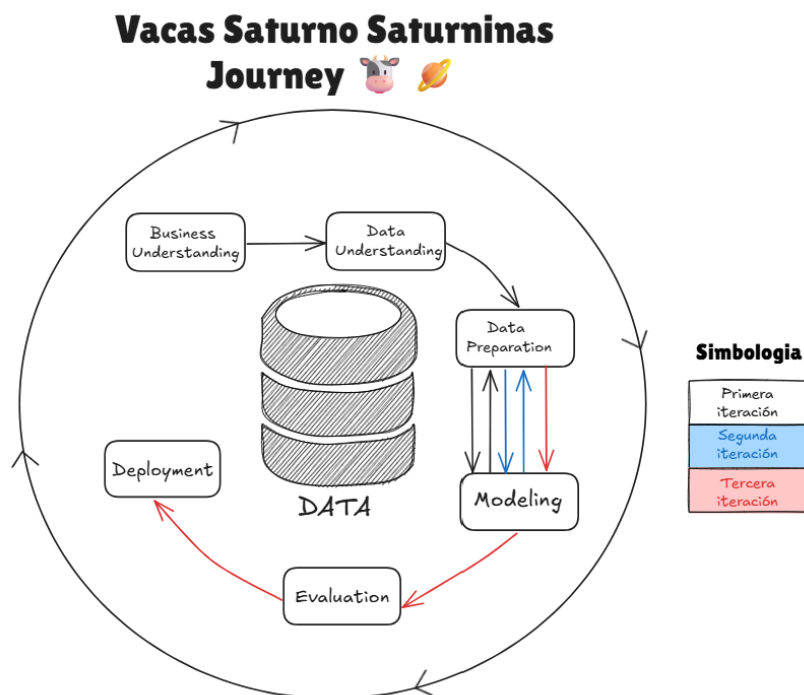 Vacas Saturno Saturninas
Journey 🐮 🪐
Business
Understanding
Data
Understanding
Data
Preparation
Simbologia
Primera
iteración
Segunda
iteración
Tercera
iteración
Deployment
DATA
Modeling
Evaluation